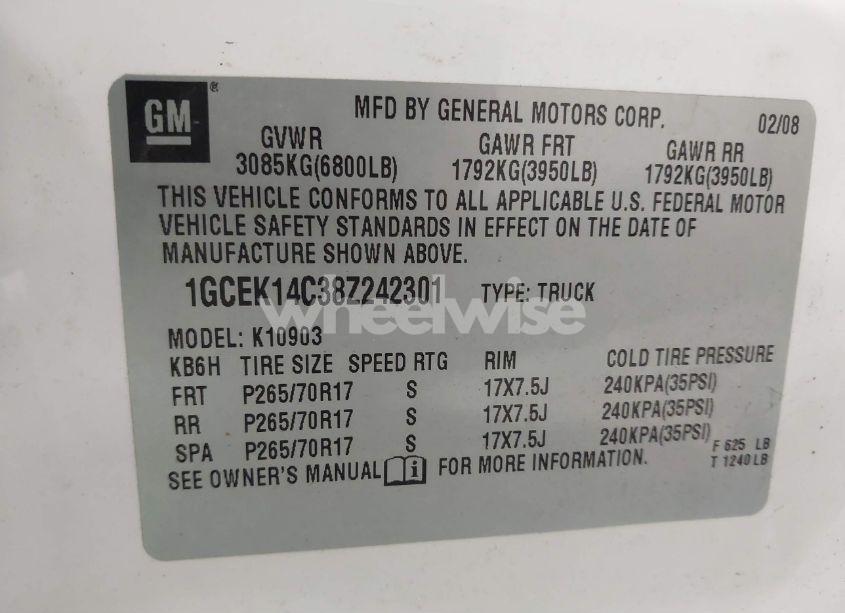 GM ®
MFD BY GENERAL MOTORS CORP. 02/08
GVWR GAWR FRT GAWR RR
3085KG(6800LB) 1792KG(3950LB) 1792KG(3950LB)
THIS VEHICLE CONFORMS TO ALL APPLICABLE U.S. FEDERAL MOTOR
VEHICLE SAFETY STANDARDS IN EFFECT ON THE DATE OF
MANUFACTURE SHOWN ABOVE.
1GCEK14C38Z242301 TYPE: TRUCK
wheelwise
MODEL: K10903
KB6H TIRE SIZE SPEED RTG RIM COLD TIRE PRESSURE
FRT P265/70R17 S 17X7.5J 240KPA(35PSI)
RR P265/70R17 S 17X7.5J 240KPA(35PSI)
SPA P265/70R17 S 17X7.5J 240KPA(35PSI) F 625 LB
SEE OWNER'S MANUAL i FOR MORE INFORMATION. T 1240LB